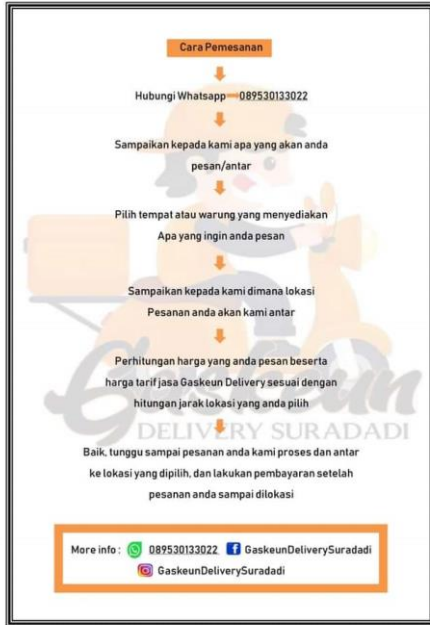 Cara Pemesanan
Hubungi Whatsapp 089530133022
Sampaikan kepada kami apa yang akan anda
pesan/antar
Pilih tempat atau warung yang menyediakan
Apa yang ingin anda pesan
Sampaikan kepada kami dimana lokasi
Pesanan anda akan kami antar
Perhitungan harga yang anda pesan beserta
harga tarif jasa Gaskeun Delivery sesuai dengan
hitungan jarak lokasi yang anda pilih
Gaskeun
DELIVERY SURADADI
Baik, tunggu sampai pesanan anda kami proses dan antar
ke lokasi yang dipilih, dan lakukan pembayaran setelah
pesanan anda sampai dilokasi
More info : 089530133022 GaskeunDeliverySuradadi
GaskeunDeliverySuradadi